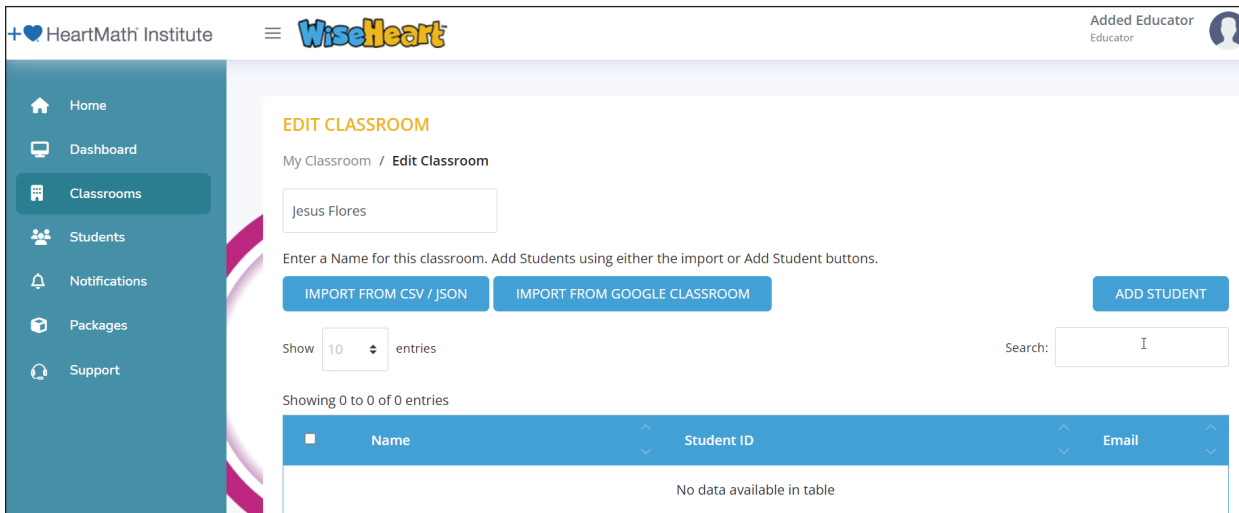 HeartMath Institute
WiseHeart
Added Educator
Educator
Home
Dashboard
Classrooms
Students
Notifications
Packages
Support
EDIT CLASSROOM
My Classroom / Edit Classroom
Jesus Flores
Enter a Name for this classroom. Add Students using either the import or Add Student buttons.
IMPORT FROM CSV / JSON IMPORT FROM GOOGLE CLASSROOM ADD STUDENT
Show 10 entries Search:
Showing 0 to 0 of 0 entries
Name Student ID Email
No data available in table